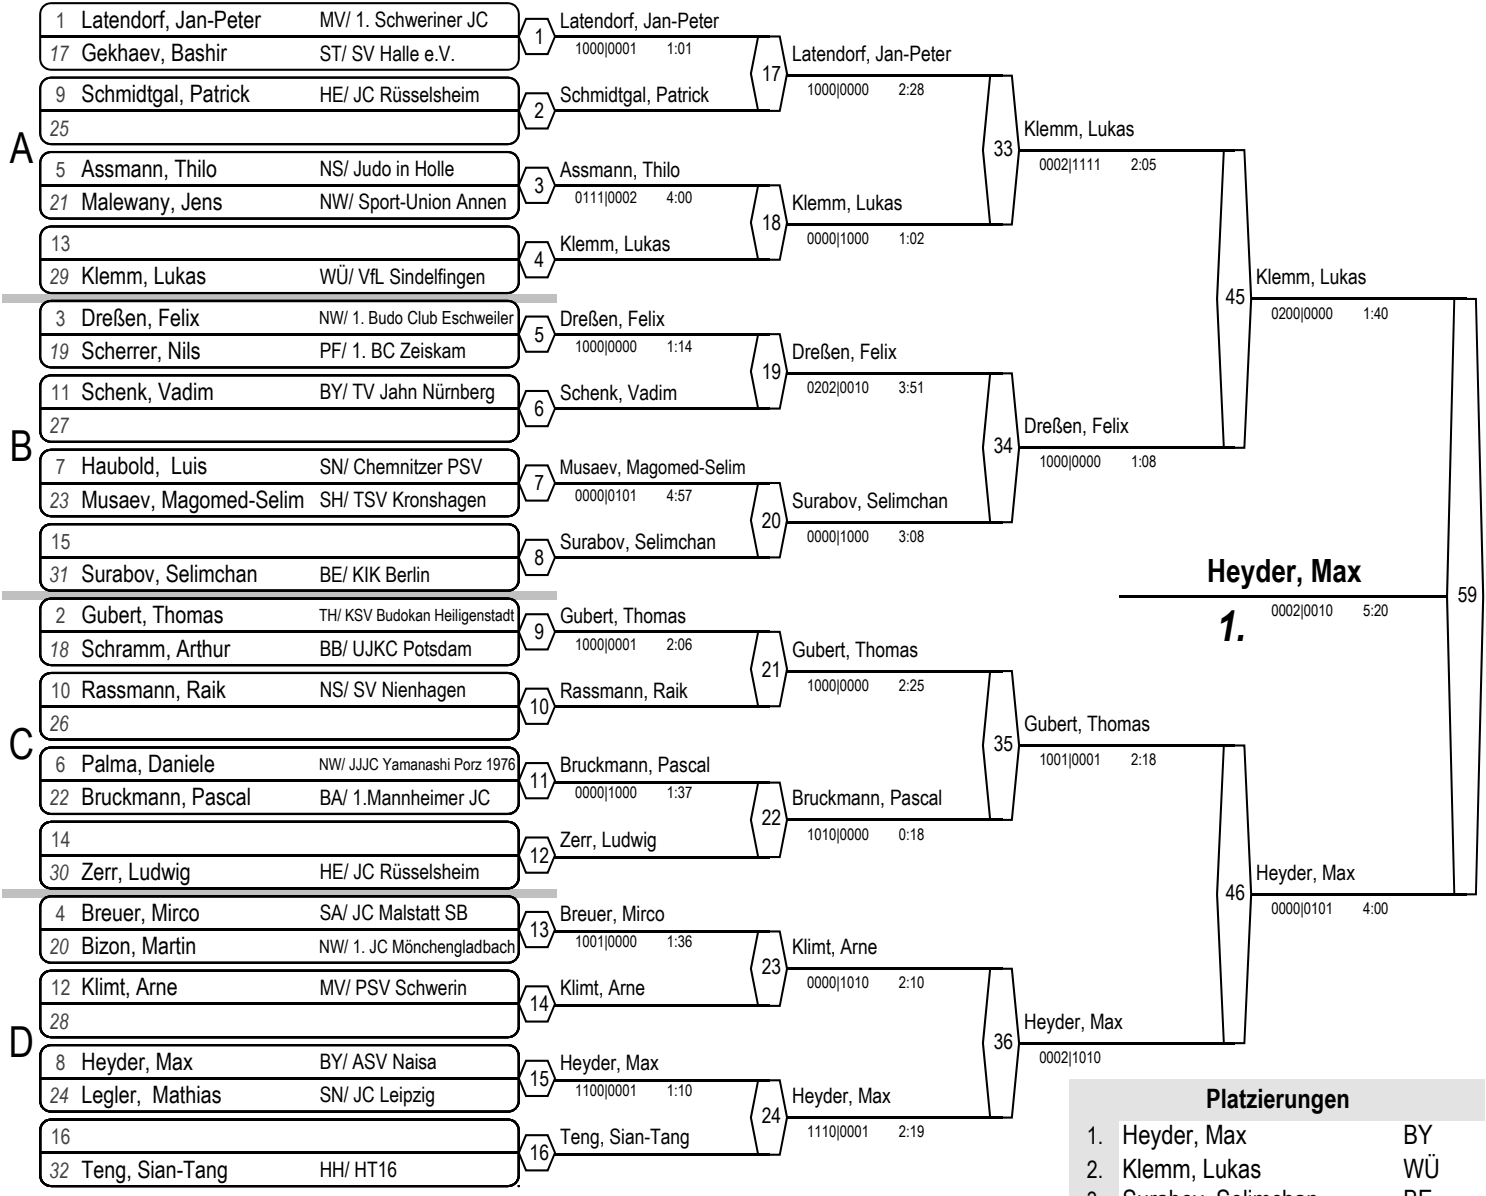 1 Latendorf, Jan-Peter MV/ 1. Schweriner JC
17 Gekhaev, Bashir ST/ SV Halle e.V.
9 Schmidtgal, Patrick HE/ JC Rüsselsheim
25
A
5 Assmann, Thilo NS/ Judo in Holle
21 Malewany, Jens NW/ Sport-Union Annen
13
29 Klemm, Lukas WÜ/ VfL Sindelfingen
3 Dreßen, Felix NW/ 1. Budo Club Eschweiler
19 Scherrer, Nils PF/ 1. BC Zeiskam
11 Schenk, Vadim BY/ TV Jahn Nürnberg
27
B
7 Haubold, Luis SN/ Chemnitzer PSV
23 Musaev, Magomed-Selim SH/ TSV Kronshagen
15
31 Surabov, Selimchan BE/ KIK Berlin
2 Gubert, Thomas TH/ KSV Budokan Heiligenstadt
18 Schramm, Arthur BB/ UJKC Potsdam
10 Rassmann, Raik NS/ SV Nienhagen
26
C
6 Palma, Daniele NW/ JJJC Yamanashi Porz 1976
22 Bruckmann, Pascal BA/ 1.Mannheimer JC
14
30 Zerr, Ludwig HE/ JC Rüsselsheim
4 Breuer, Mirco SA/ JC Malstatt SB
20 Bizon, Martin NW/ 1. JC Mönchengladbach
12 Klimt, Arne MV/ PSV Schwerin
28
D
8 Heyder, Max BY/ ASV Naisa
24 Legler, Mathias SN/ JC Leipzig
16
32 Teng, Sian-Tang HH/ HT16
1 Latendorf, Jan-Peter
1000|0001 1:01
2 Schmidtgal, Patrick
3 Assmann, Thilo
0111|0002 4:00
4 Klemm, Lukas
5 Dreßen, Felix
1000|0000 1:14
6 Schenk, Vadim
7 Musaev, Magomed-Selim
0000|0101 4:57
8 Surabov, Selimchan
9 Gubert, Thomas
1000|0001 2:06
10 Rassmann, Raik
11 Bruckmann, Pascal
0000|1000 1:37
12 Zerr, Ludwig
13 Breuer, Mirco
1001|0000 1:36
14 Klimt, Arne
15 Heyder, Max
1100|0001 1:10
16 Teng, Sian-Tang
17 Latendorf, Jan-Peter
1000|0000 2:28
18 Klemm, Lukas
0000|1000 1:02
19 Dreßen, Felix
0202|0010 3:51
20 Surabov, Selimchan
0000|1000 3:08
21 Gubert, Thomas
1000|0000 2:25
22 Bruckmann, Pascal
1010|0000 0:18
23 Klimt, Arne
0000|1010 2:10
24 Heyder, Max
1110|0001 2:19
33 Klemm, Lukas
0002|1111 2:05
34 Dreßen, Felix
1000|0000 1:08
35 Gubert, Thomas
1001|0001 2:18
36 Heyder, Max
0002|1010
45 Klemm, Lukas
0200|0000 1:40
46 Heyder, Max
0000|0101 4:00
59 Heyder, Max
1. 0002|0010 5:20
Platzierungen
1. Heyder, Max BY
2. Klemm, Lukas WÜ